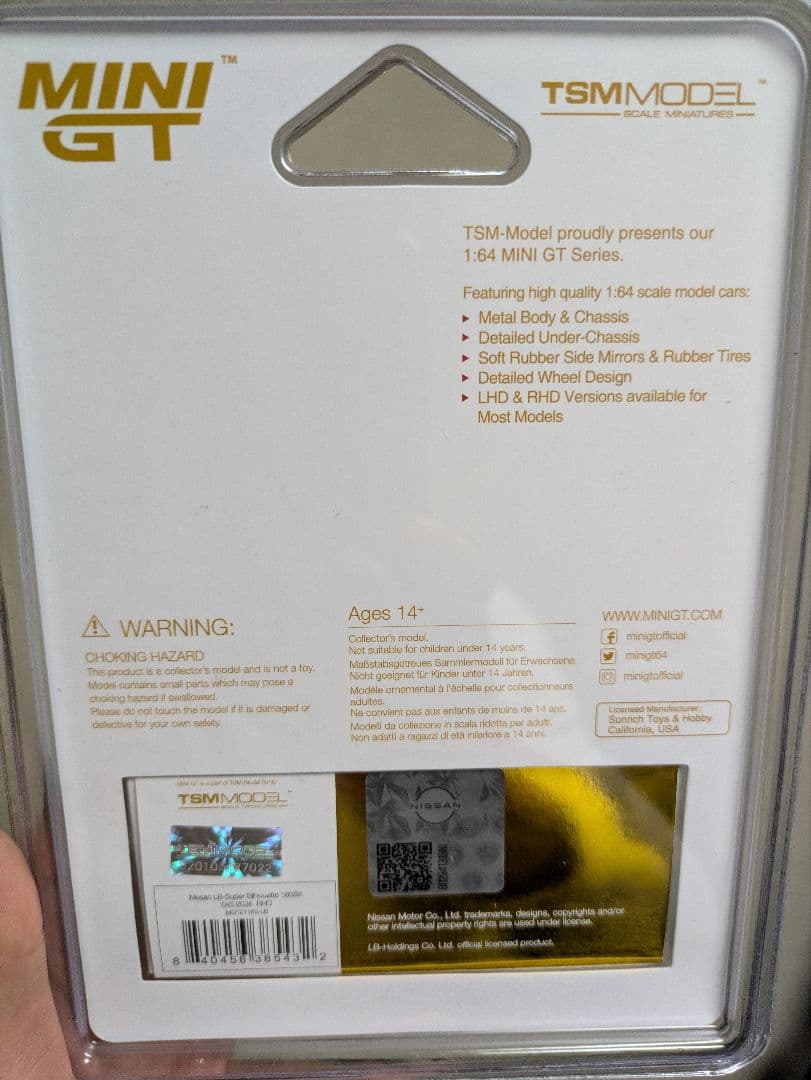 MINI GT™
TSMMODEL™
SCALE MINIATURES
TSM-Model proudly presents our
1:64 MINI GT Series.
Featuring high quality 1:64 scale model cars:
Metal Body & Chassis
Detailed Under-Chassis
Soft Rubber Side Mirrors & Rubber Tires
Detailed Wheel Design
LHD & RHD Versions available for
Most Models
WARNING:
CHOKING HAZARD
This product is a collector's model and is not a toy.
Model contains small parts which may pose a
choking hazard if swallowed.
Please do not touch the model if it is damaged or
defective for your own safety.
Ages 14+
Collector's model.
Not suitable for children under 14 years.
Maßstabsgetreues Sammlermodell für Erwachsene.
Nicht geeignet für Kinder unter 14 Jahren.
Modèle ornemental à l'échelle pour collectionneurs
adultes.
Ne convient pas aux enfants de moins de 14 ans.
Modelli da collezione in scala ridotta per adulti.
Non adatti a ragazzi di età inferiore a 14 anni.
WWW.MINIGT.COM
minigtofficial
minigt64
minigtofficial
Licensed Manufacturer:
Sunrich Toys & Hobby
California, USA
TSMMODEL™
Nissan LB-Super Silhouette
RHD
8 40456 38543 2
NISSAN
Nissan Motor Co., Ltd. trademarks, designs, copyrights and/or
other intellectual property rights are used under license.
LB-Holdings Co. Ltd. official licensed product.